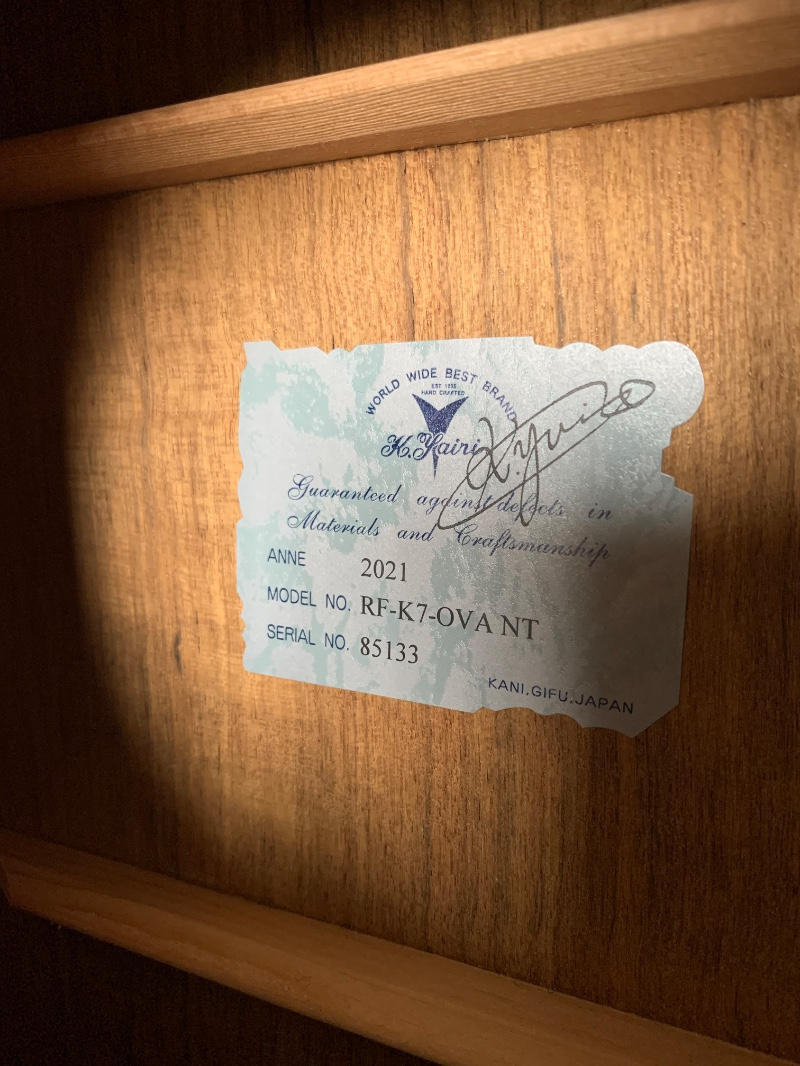 WORLD WIDE BEST BRAND
EST 1935
HAND CRAFTED
K.Yairi
Guaranteed against defects in
Materials and Craftsmanship
ANNE 2021
MODEL NO. RF-K7-OVA NT
SERIAL NO. 85133
KANI.GIFU.JAPAN